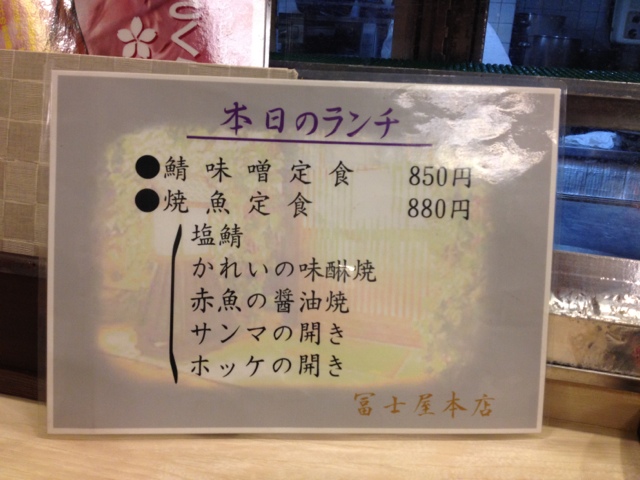 さく
本日のランチ
●鯖味噌定食 850円
●焼魚定食 880円
塩鯖
かれいの味醂焼
赤魚の醤油焼
サンマの開き
ホッケの開き
冨士屋本店